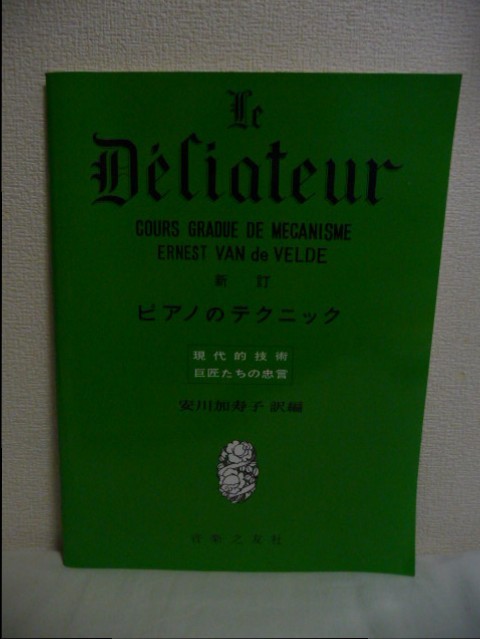 Le
Déliateur
COURS GRADUE DE MECANISME
ERNEST VAN de VELDE
新訂
ピアノのテクニック
現代的技術
巨匠たちの忠言
安川加寿子 訳編
音楽之友社